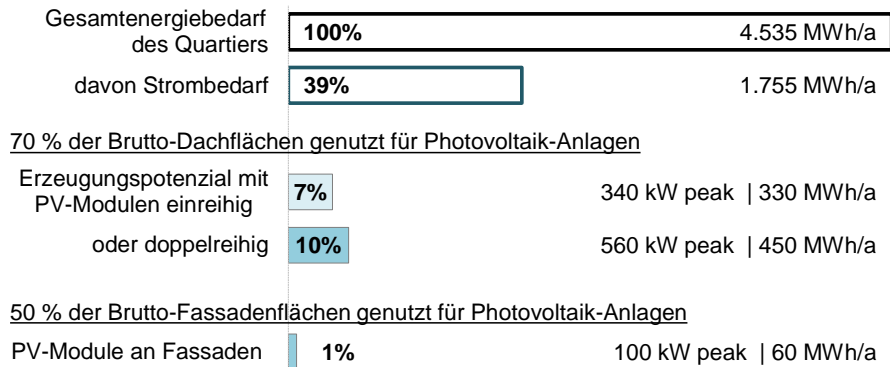 Gesamtenergiebedarf
des Quartiers
100%
4.535 MWh/a
davon Strombedarf
39%
1.755 MWh/a
70 % der Brutto-Dachflächen genutzt für Photovoltaik-Anlagen
Erzeugungspotenzial mit
PV-Modulen einreihig
7%
340 kW peak | 330 MWh/a
oder doppelreihig
10%
560 kW peak | 450 MWh/a
50 % der Brutto-Fassadenflächen genutzt für Photovoltaik-Anlagen
PV-Module an Fassaden
1%
100 kW peak | 60 MWh/a